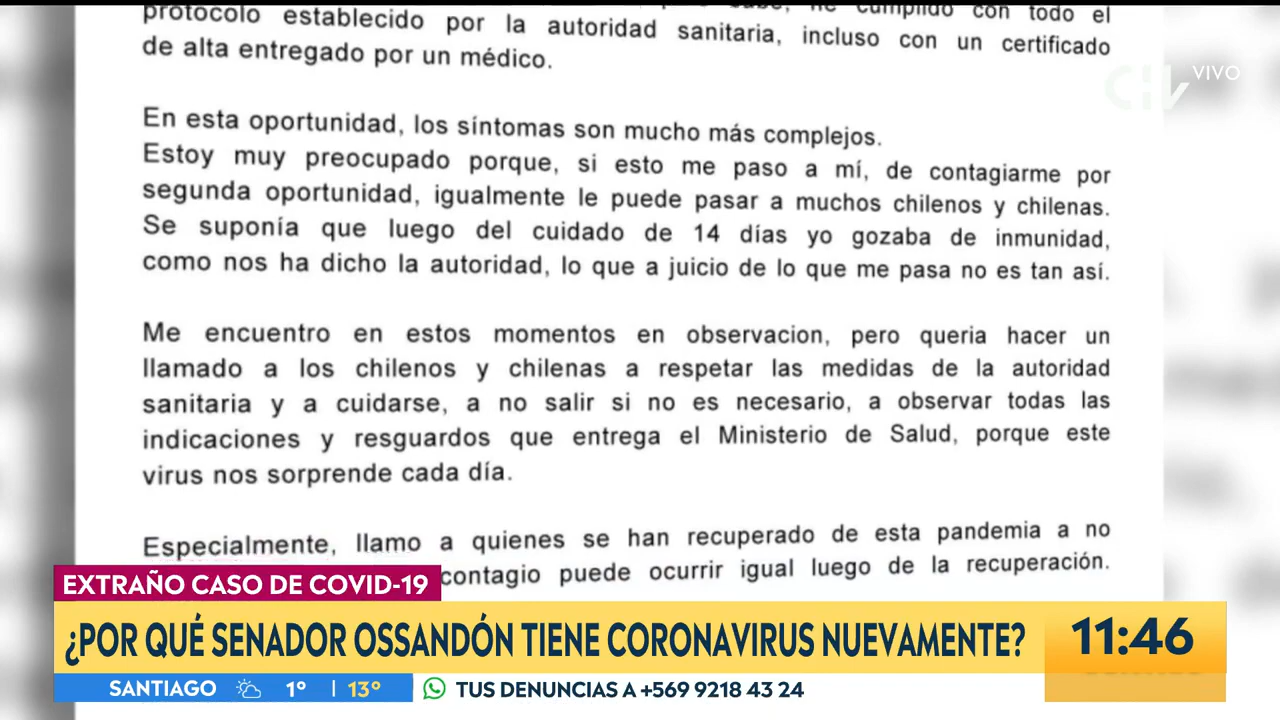 protocolo establecido por la autoridad sanitaria, incluso con un certificado
de alta entregado por un médico.
En esta oportunidad, los síntomas son mucho más complejos.
Estoy muy preocupado porque, si esto me paso a mí, de contagiarme por
segunda oportunidad, igualmente le puede pasar a muchos chilenos y chilenas.
Se suponía que luego del cuidado de 14 días yo gozaba de inmunidad,
como nos ha dicho la autoridad, lo que a juicio de lo que me pasa no es tan así.
Me encuentro en estos momentos en observacion, pero queria hacer un
llamado a los chilenos y chilenas a respetar las medidas de la autoridad
sanitaria y a cuidarse, a no salir si no es necesario, a observar todas las
indicaciones y resguardos que entrega el Ministerio de Salud, porque este
virus nos sorprende cada día.
Especialmente, llamo a quienes se han recuperado de esta pandemia a no
contagio puede ocurrir igual luego de la recuperación.
CHV VIVO
EXTRAÑO CASO DE COVID-19
¿POR QUÉ SENADOR OSSANDÓN TIENE CORONAVIRUS NUEVAMENTE?
11:46
SANTIAGO 1° | 13° TUS DENUNCIAS A +569 9218 43 24